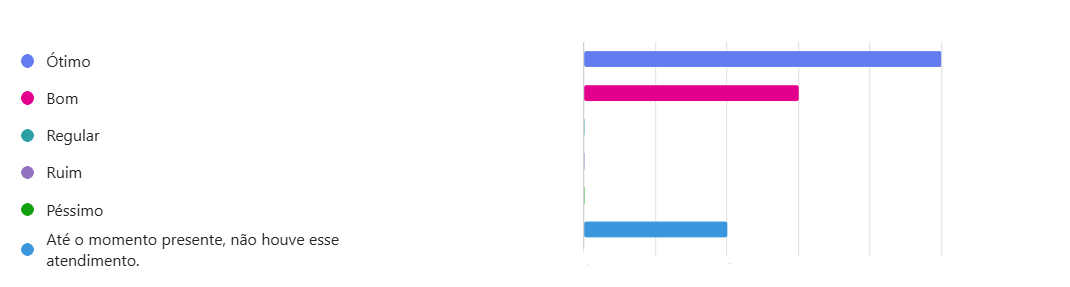 Ótimo
Bom
Regular
Ruim
Péssimo
Até o momento presente, não houve esse
atendimento.